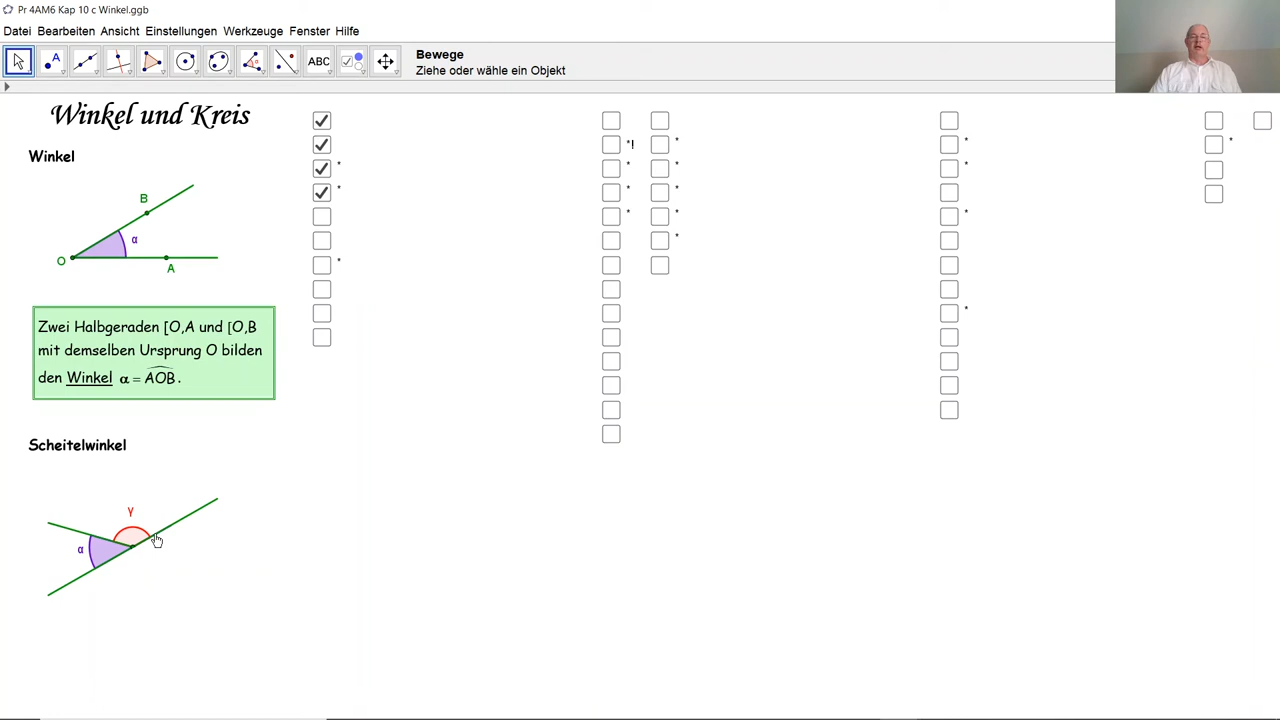 Pr 4AM6 Kap 10 c Winkel.ggb
Datei Bearbeiten Ansicht Einstellungen Werkzeuge Fenster Hilfe
A
ABC
Bewege
Ziehe oder wähle ein Objekt
Winkel und Kreis
Winkel
B
α
O
A
Zwei Halbgeraden [O,A und [O,B
mit demselben Ursprung O bilden
den Winkel α = AOB.
Scheitelwinkel
γ
α
* * * *! * * * * * * * * * * * * * *